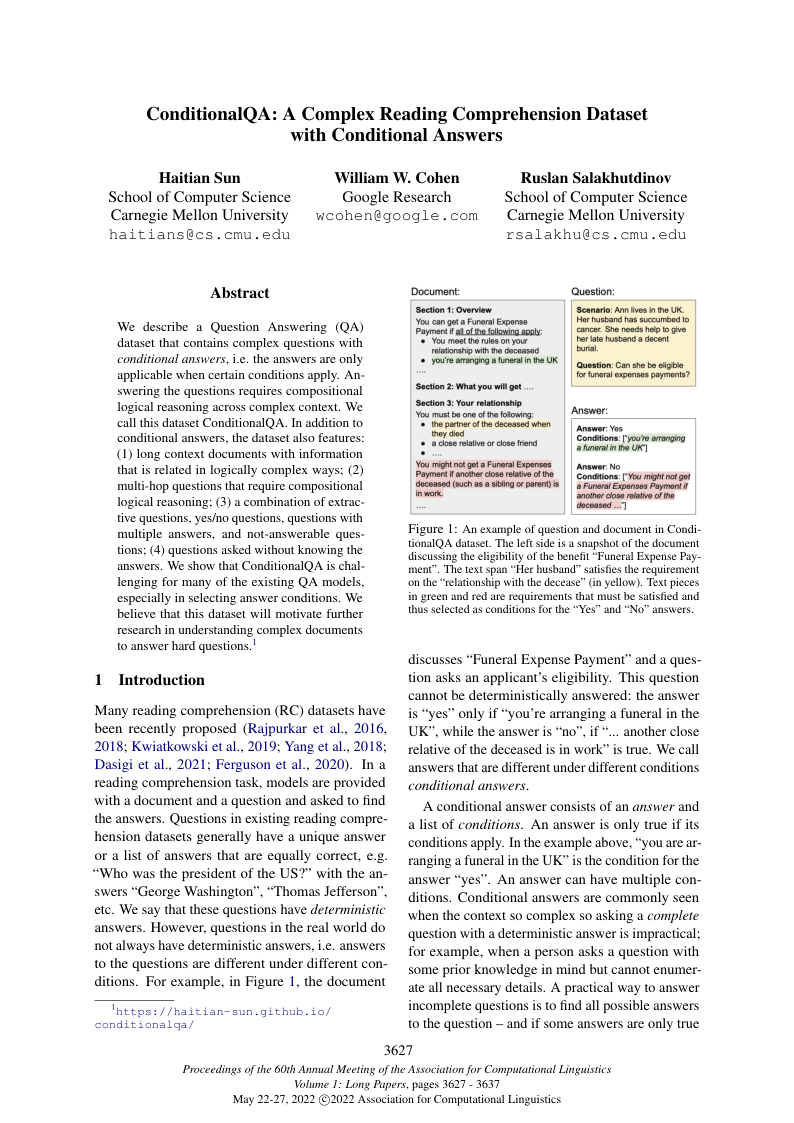 ConditionalQA: A Complex Reading Comprehension Dataset
with Conditional Answers
Haitian Sun
School of Computer Science
Carnegie Mellon University
haitians@cs.cmu.edu
William W. Cohen
Google Research
wcohen@google.com
Ruslan Salakhutdinov
School of Computer Science
Carnegie Mellon University
rsalakhu@cs.cmu.edu
Abstract
We describe a Question Answering (QA)
dataset that contains complex questions with
conditional answers, i.e. the answers are only
applicable when certain conditions apply. An-
swering the questions requires compositional
logical reasoning across complex context. We
call this dataset ConditionalQA. In addition to
conditional answers, the dataset also features:
(1) long context documents with information
that is related in logically complex ways; (2)
multi-hop questions that require compositional
logical reasoning; (3) a combination of extrac-
tive questions, yes/no questions, questions with
multiple answers, and not-answerable ques-
tions; (4) questions asked without knowing the
answers. We show that ConditionalQA is chal-
lenging for many of the existing QA models,
especially in selecting answer conditions. We
believe that this dataset will motivate further
research in understanding complex documents
to answer hard questions.1
1 Introduction
Many reading comprehension (RC) datasets have
been recently proposed (Rajpurkar et al., 2016,
2018; Kwiatkowski et al., 2019; Yang et al., 2018;
Dasigi et al., 2021; Ferguson et al., 2020). In a
reading comprehension task, models are provided
with a document and a question and asked to find
the answers. Questions in existing reading compre-
hension datasets generally have a unique answer
or a list of answers that are equally correct, e.g.
“Who was the president of the US?” with the an-
swers “George Washington”, “Thomas Jefferson”,
etc. We say that these questions have deterministic
answers. However, questions in the real world do
not always have deterministic answers, i.e. answers
to the questions are different under different con-
ditions. For example, in Figure 1, the document
1https://haitian-sun.github.io/
conditionalqa/
Document:
Section 1: Overview
You can get a Funeral Expense
Payment if all of the following apply:
● You meet the rules on your
relationship with the deceased
● you're arranging a funeral in the UK
....
Section 2: What you will get ....
Section 3: Your relationship
You must be one of the following:
● the partner of the deceased when
they died
● a close relative or close friend
● ....
You might not get a Funeral Expenses
Payment if another close relative of the
deceased (such as a sibling or parent) is
in work.
....
Question:
Scenario: Ann lives in the UK.
Her husband has succumbed to
cancer. She needs help to give
her late husband a decent
burial.
Question: Can she be eligible
for funeral expenses payments?
Answer:
Answer: Yes
Conditions: ["you're arranging
a funeral in the UK"]
Answer: No
Conditions: ["You might not get
a Funeral Expenses Payment if
another close relative of the
deceased ..."]
Figure 1: An example of question and document in Condi-
tionalQA dataset. The left side is a snapshot of the document
discussing the eligibility of the benefit “Funeral Expense Pay-
ment”. The text span “Her husband” satisfies the requirement
on the “relationship with the decease” (in yellow). Text pieces
in green and red are requirements that must be satisfied and
thus selected as conditions for the “Yes” and “No” answers.
discusses “Funeral Expense Payment” and a ques-
tion asks an applicant’s eligibility. This question
cannot be deterministically answered: the answer
is “yes” only if “you’re arranging a funeral in the
UK”, while the answer is “no”, if “... another close
relative of the deceased is in work” is true. We call
answers that are different under different conditions
conditional answers.
A conditional answer consists of an answer and
a list of conditions. An answer is only true if its
conditions apply. In the example above, “you are ar-
ranging a funeral in the UK” is the condition for the
answer “yes”. An answer can have multiple con-
ditions. Conditional answers are commonly seen
when the context so complex so asking a complete
question with a deterministic answer is impractical;
for example, when a person asks a question with
some prior knowledge in mind but cannot enumer-
ate all necessary details. A practical way to answer
incomplete questions is to find all possible answers
to the question – and if some answers are only true
3627
Proceedings of the 60th Annual Meeting of the Association for Computational Linguistics
Volume 1: Long Papers, pages 3627 - 3637
May 22-27, 2022 ©2022 Association for Computational Linguistics